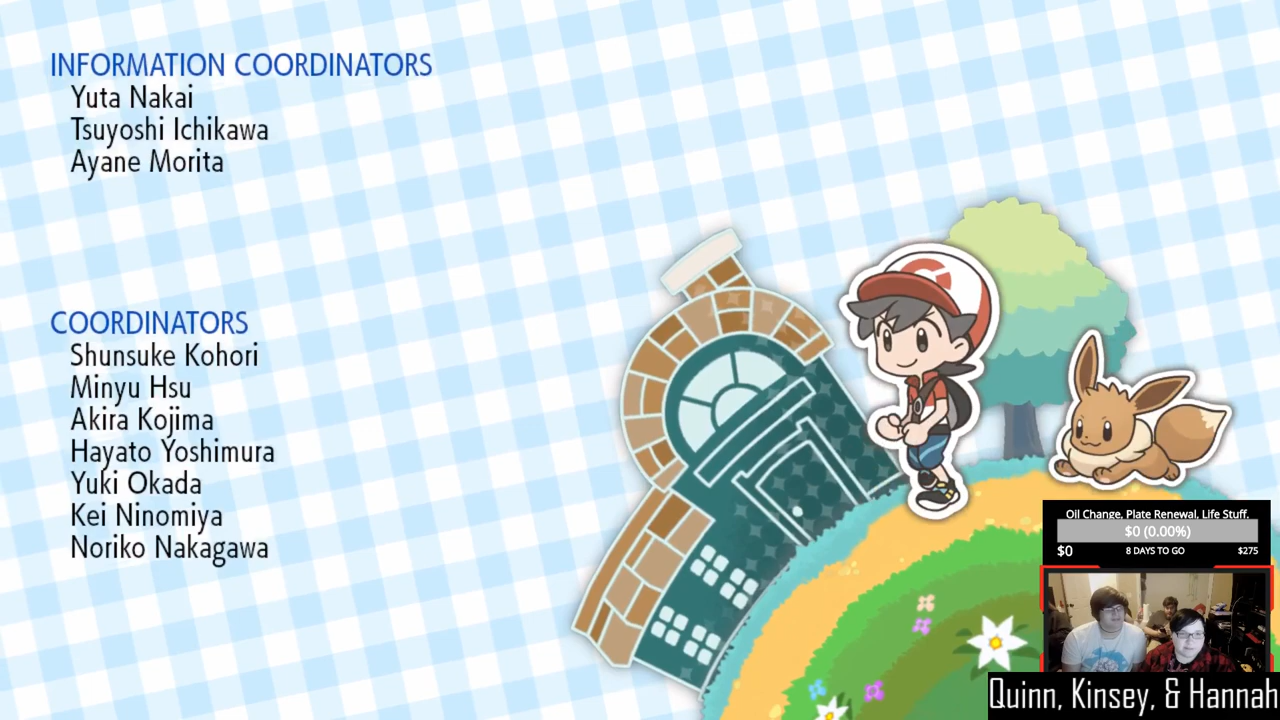 INFORMATION COORDINATORS
Yuta Nakai
Tsuyoshi Ichikawa
Ayane Morita
COORDINATORS
Shunsuke Kohori
Minyu Hsu
Akira Kojima
Hayato Yoshimura
Yuki Okada
Kei Ninomiya
Noriko Nakagawa
Oil Change, Plate Renewal, Life Stuff.
$0 (0.00%)
$0 8 DAYS TO GO $275
Quinn, Kinsey, & Hannah